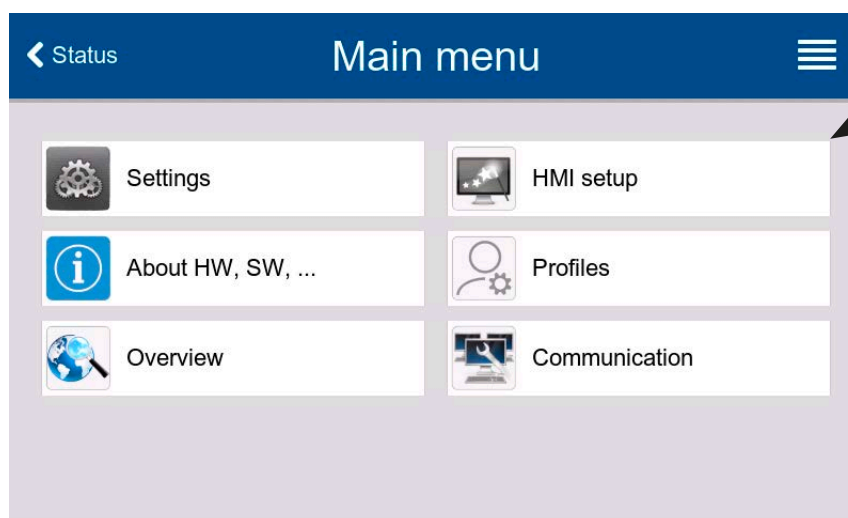 Status
Main menu
Settings
HMI setup
About HW, SW, ...
Profiles
Overview
Communication